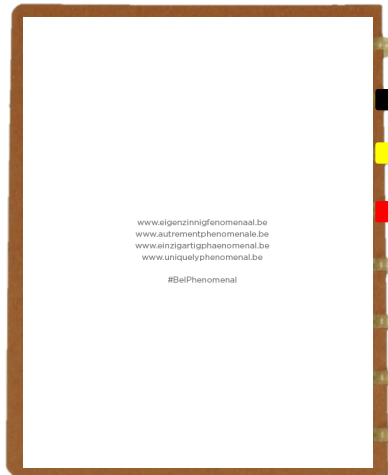 www.eigenzinnigfenomenaal.be
www.autrementphenomenale.be
www.einzigartigphaenomenal.be
www.uniquelyphenomenal.be
#BelPhenomenal